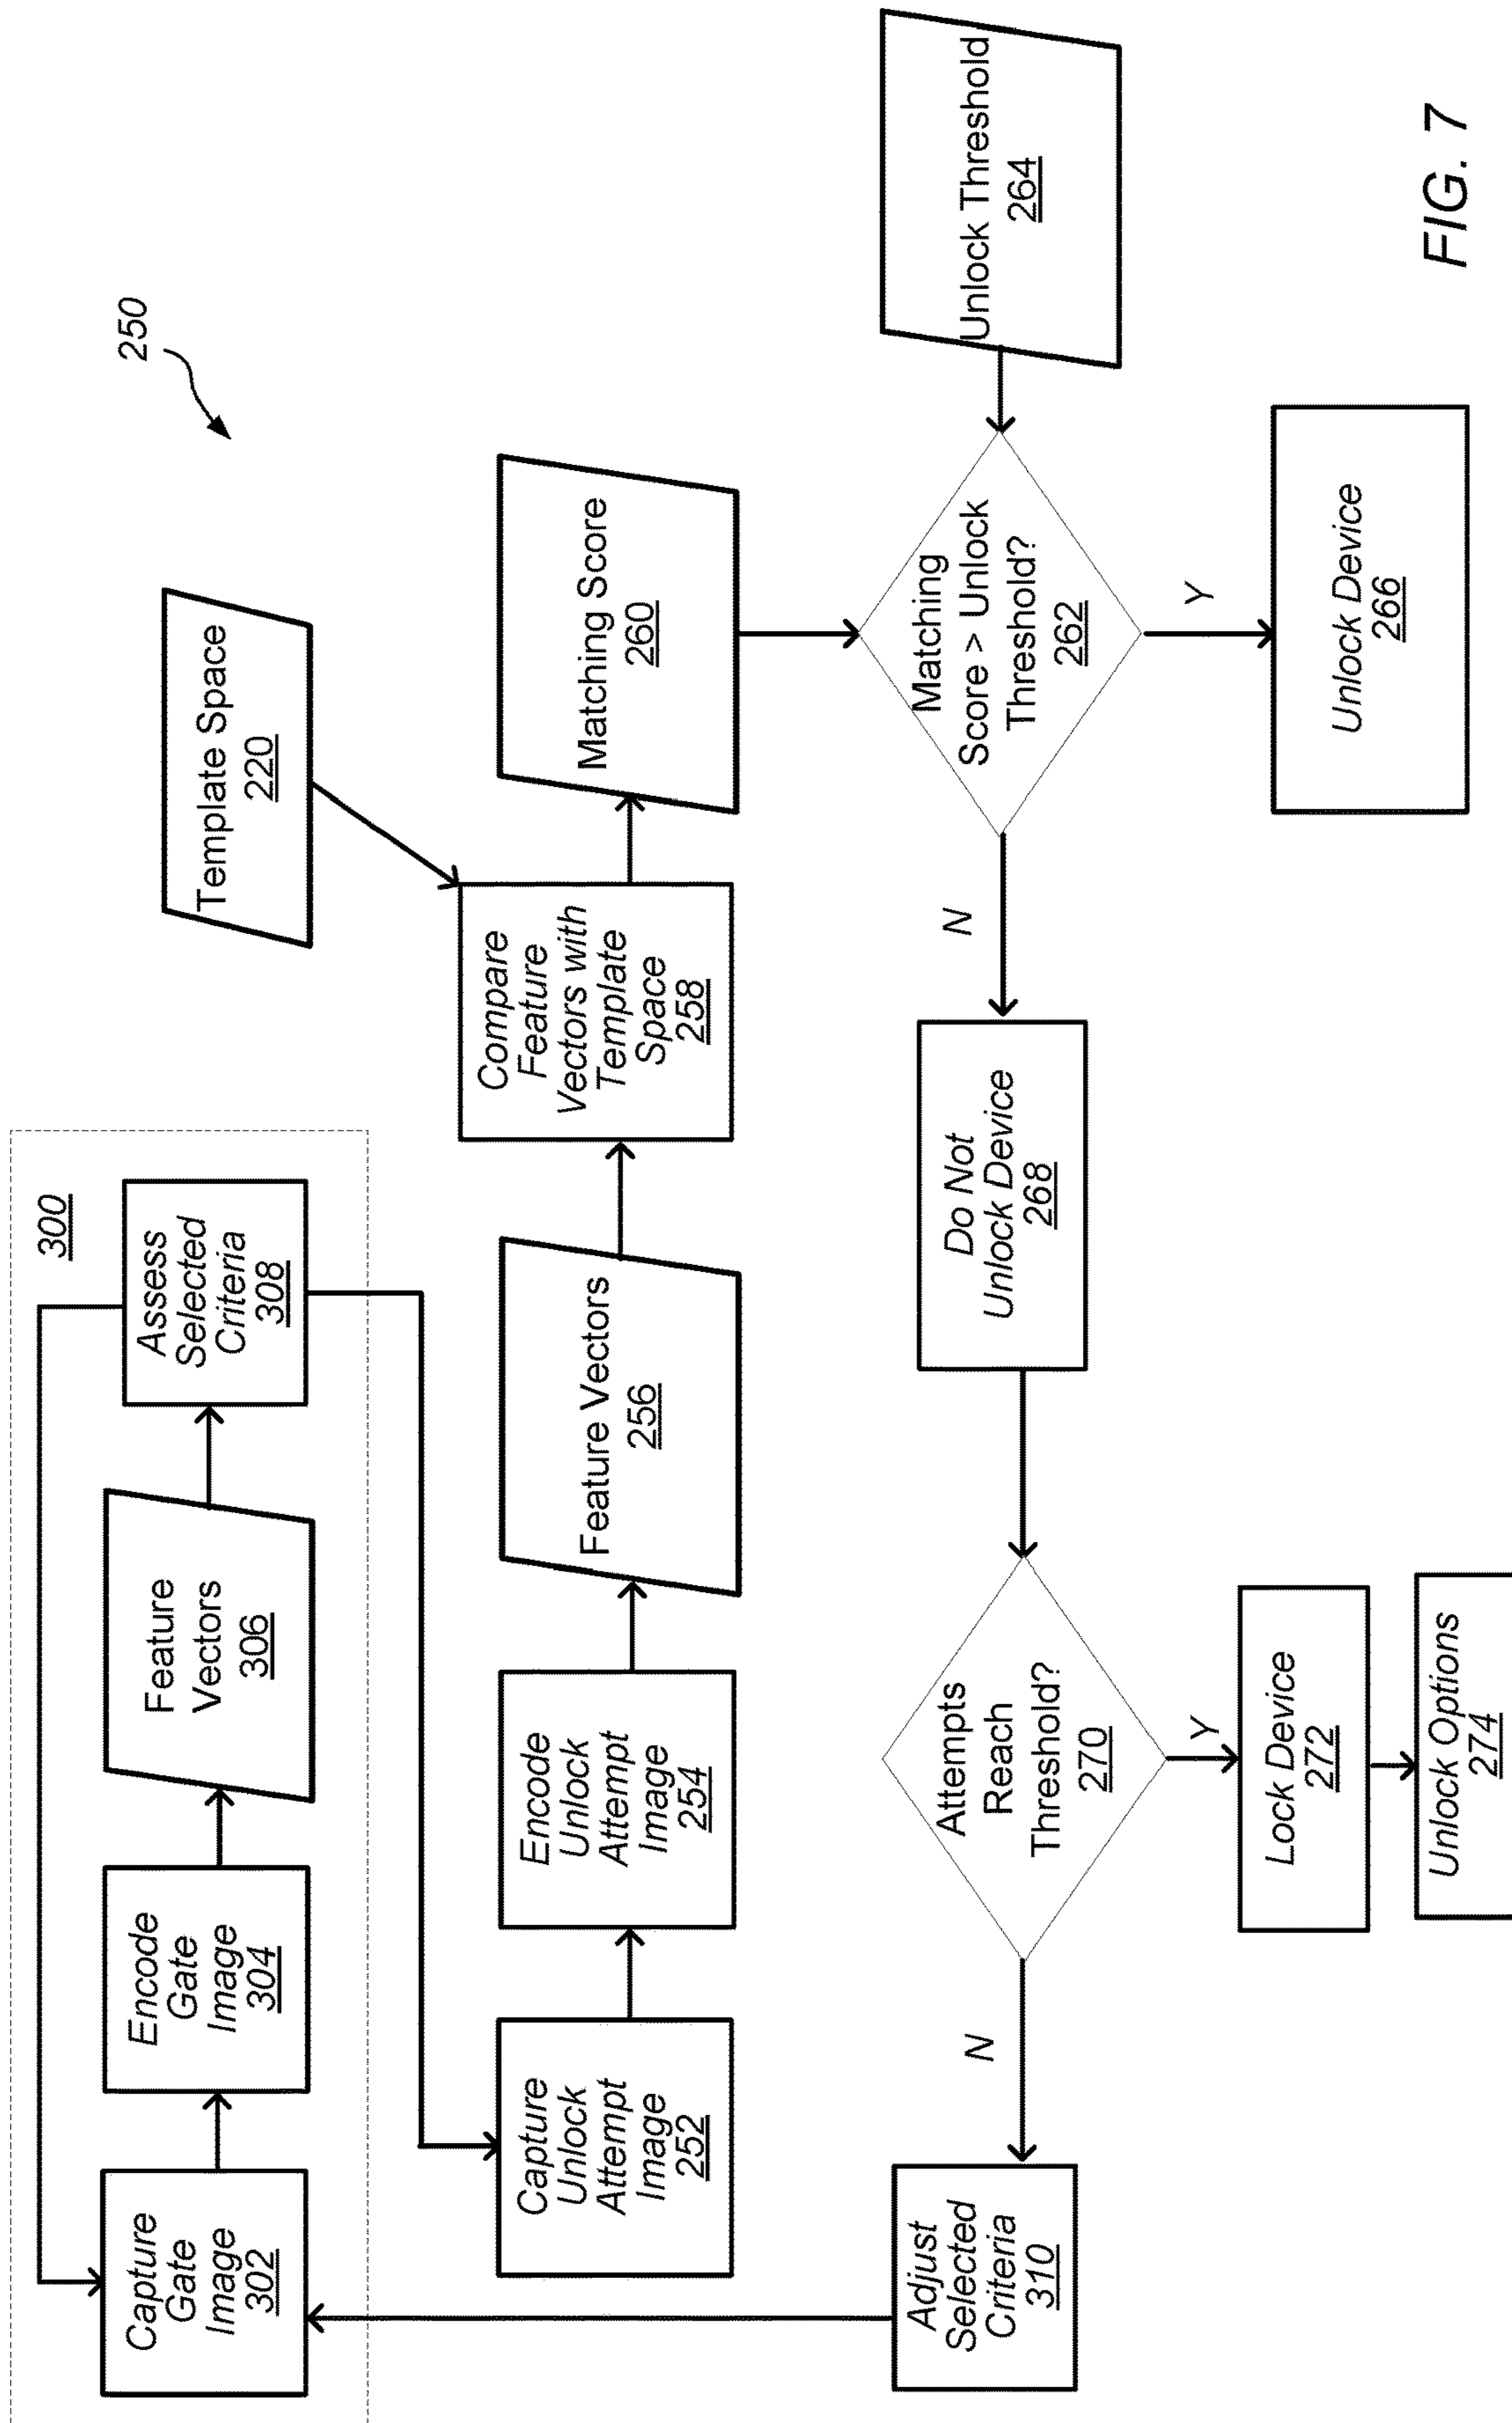 250
300
Capture
Gate
Image
302
Encode
Gate
Image
304
Feature
Vectors
306
Assess
Selected
Criteria
308
Template Space
220
Capture
Unlock
Attempt
Image
252
Encode
Unlock
Attempt
Image
254
Feature Vectors
256
Compare
Feature
Vectors with
Template
Space
258
Matching Score
260
Adjust
Selected
Criteria
310
N
Attempts
Reach
Threshold?
270
Y
Lock Device
272
Unlock Options
274
Do Not
Unlock Device
268
N
Matching
Score > Unlock
Threshold?
262
Y
Unlock Device
266
Unlock Threshold
264
FIG. 7